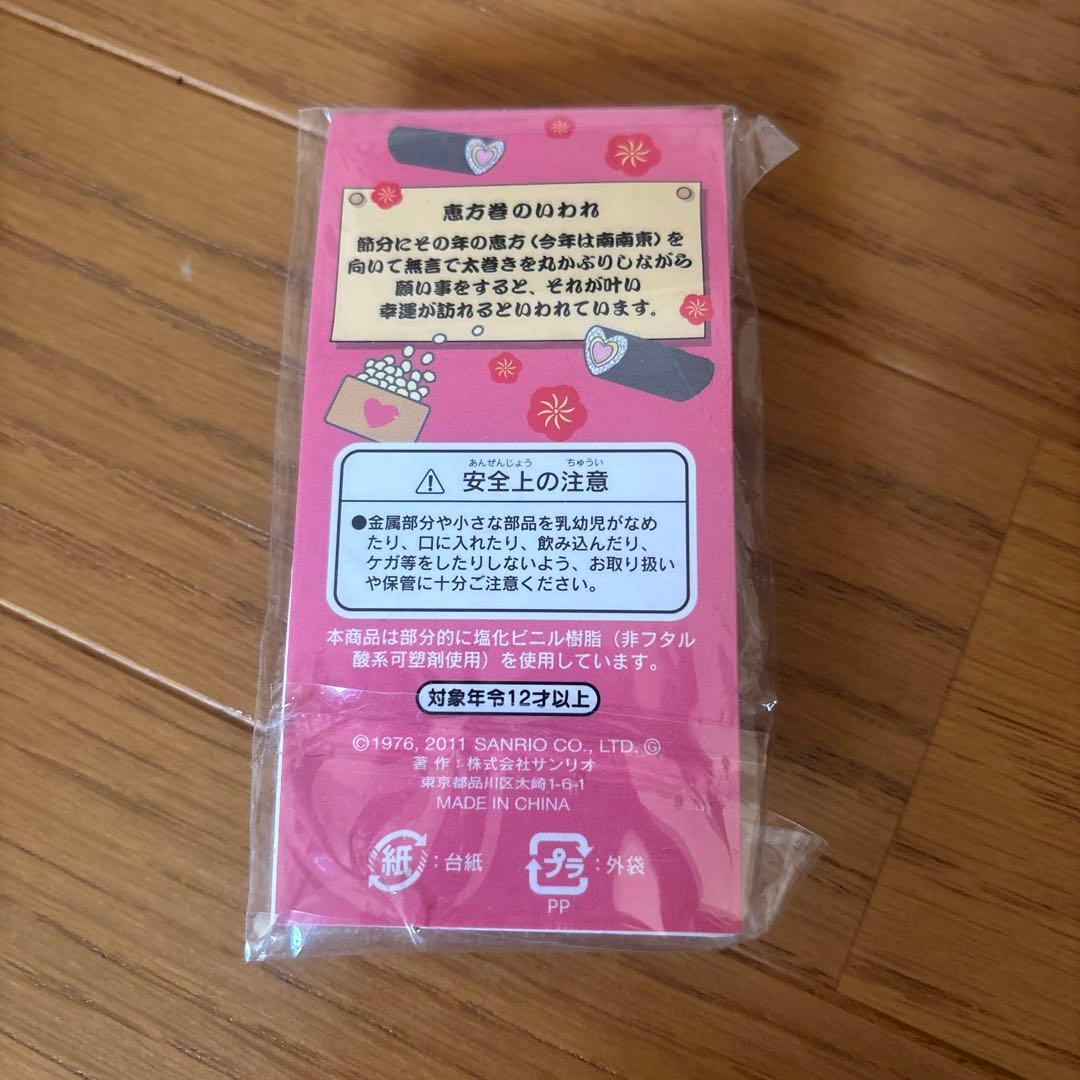 恵方巻のいわれ
節分にその年の恵方(今年は南南東)を
向いて無言で太巻きを丸かぶりしながら
願い事をすると、それが叶い
幸運が訪れるといわれています。
あんぜんじょう ちゅうい
安全上の注意
●金属部分や小さな部品を乳幼児がなめ
たり、口に入れたり、飲み込んだり、
ケガ等をしたりしないよう、お取り扱い
や保管に十分ご注意ください。
本商品は部分的に塩化ビニル樹脂(非フタル
酸系可塑剤使用)を使用しています。
対象年令12才以上
©1976, 2011 SANRIO CO., LTD. Ⓖ
著作:株式会社サンリオ
東京都品川区大崎1-6-1
MADE IN CHINA
紙:台紙
プラ:外袋
PP